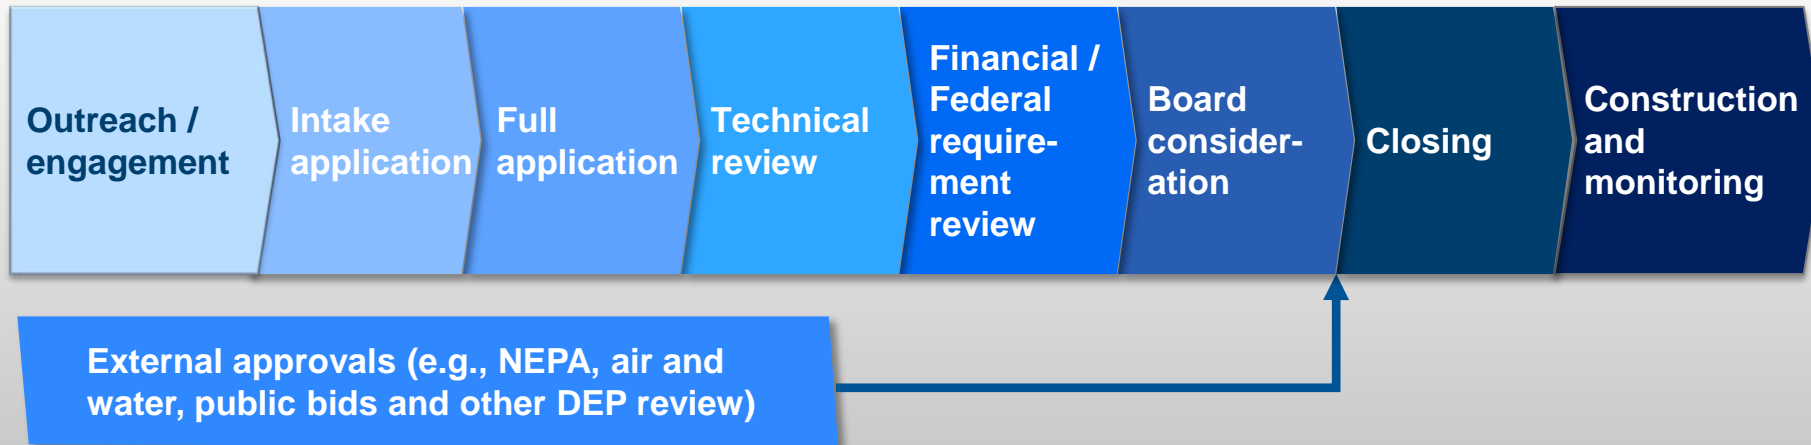 Outreach /
engagement
Intake
application
Full
application
Technical
review
Financial /
Federal
require-
ment
review
Board
consider-
ation
Closing
Construction
and
monitoring
External approvals (e.g., NEPA, air and
water, public bids and other DEP review)